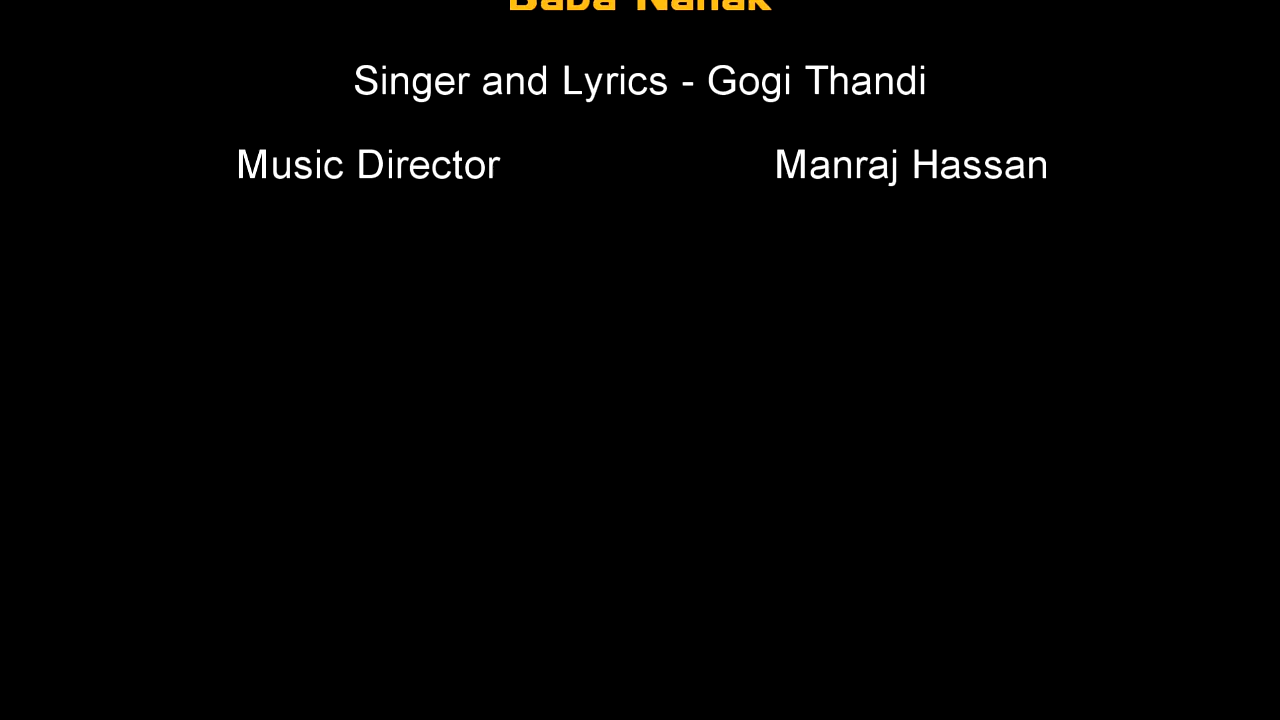 Baba Nanak
Singer and Lyrics - Gogi Thandi
Music Director Manraj Hassan